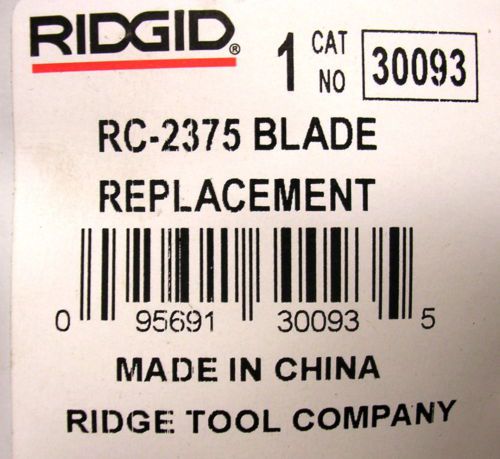 RIDGID®
1 CAT NO 30093
RC-2375 BLADE
REPLACEMENT
0 95691 30093 5
MADE IN CHINA
RIDGE TOOL COMPANY